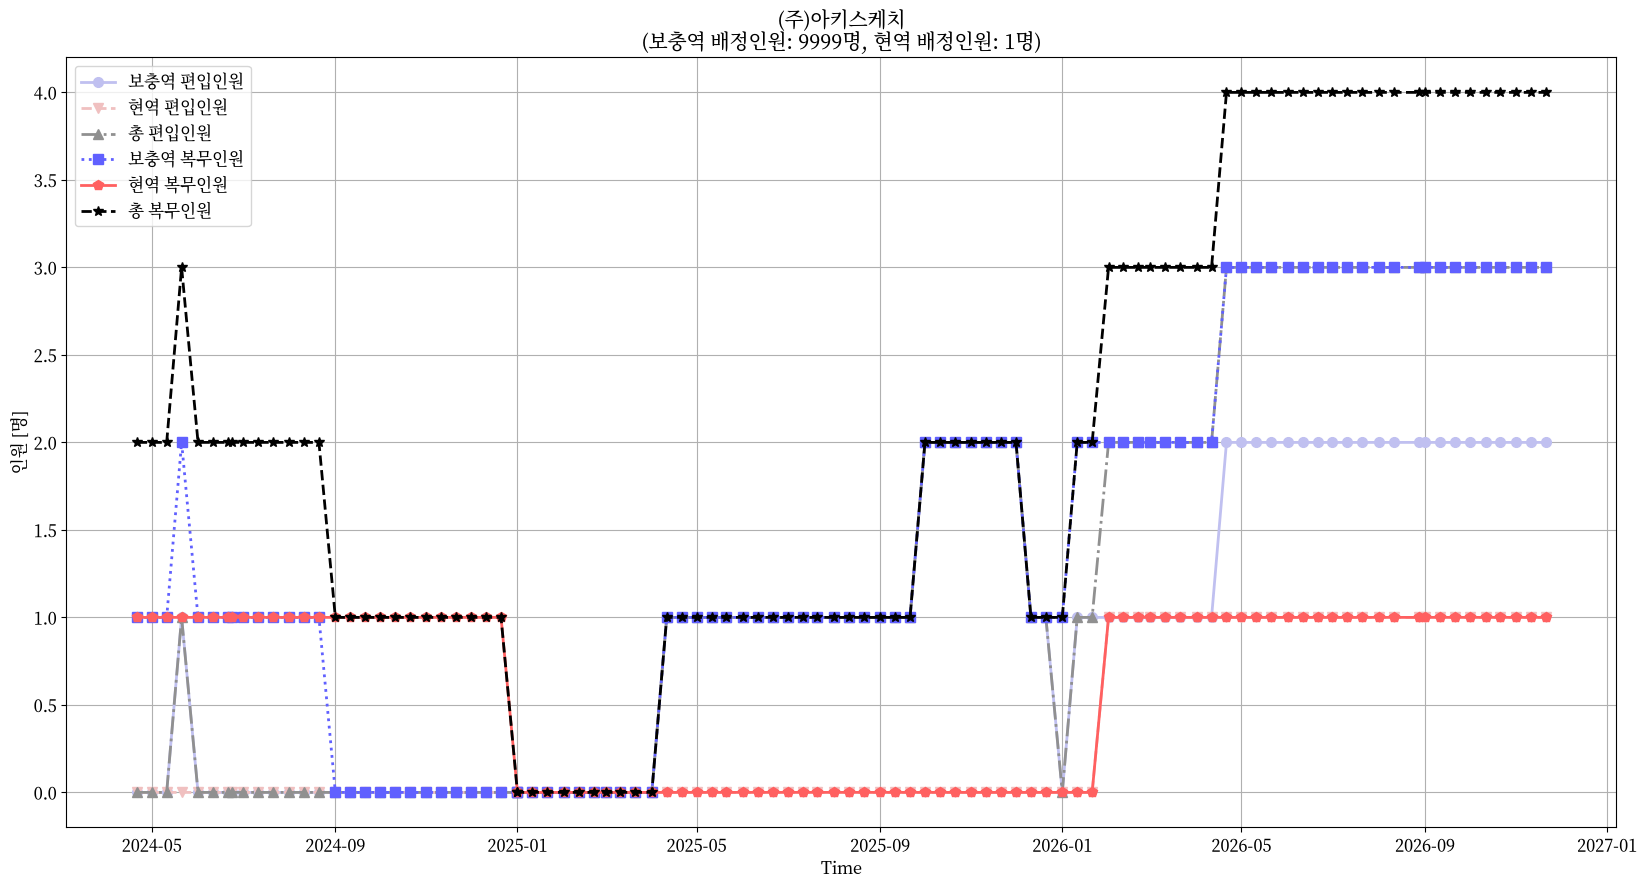 (주)아키스케치
(보충역 배정인원: 9999명, 현역 배정인원: 1명)
보충역 편입인원
현역 편입인원
총 편입인원
보충역 복무인원
현역 복무인원
총 복무인원
인원 [명]
4.0
3.5
3.0
2.5
2.0
1.5
1.0
0.5
0.0
2024-05
2024-09
2025-01
2025-05
2025-09
2026-01
2026-05
2026-09
2027-01
Time